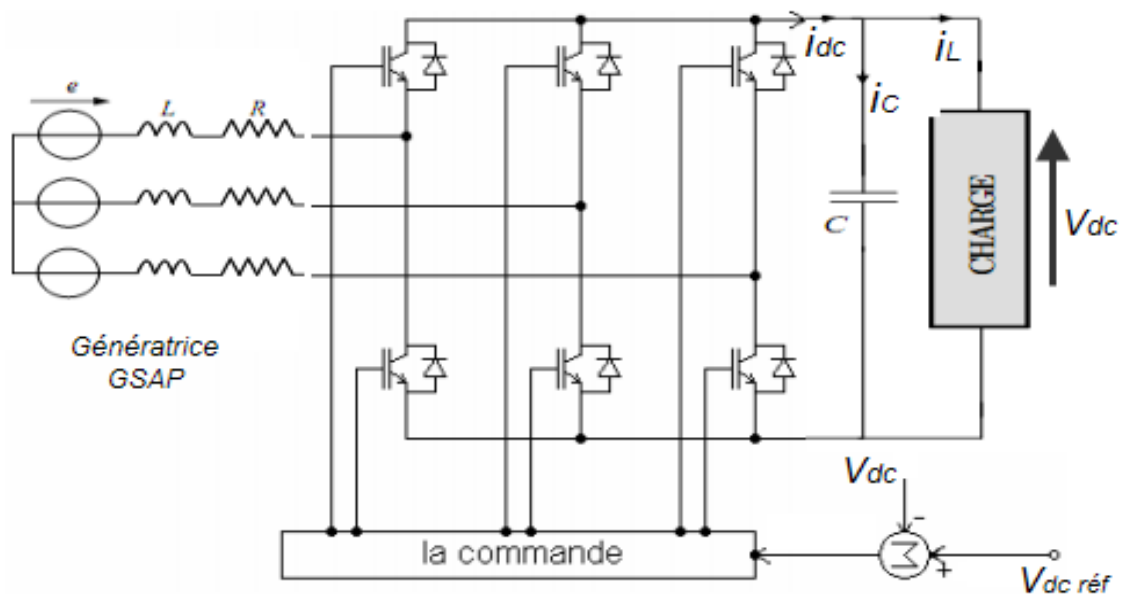 idc
iL
e
L
R
iC
C
CHARGE
Vdc
Génératrice
GSAP
Vdc
-
la commande
Σ
+
Vdc réf